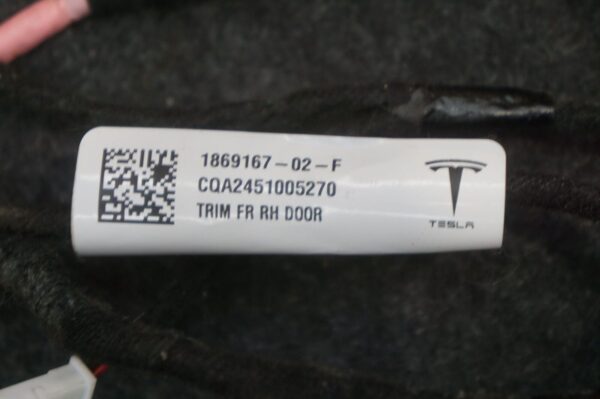 1869167-02-F
CQA2451005270
TRIM FR RH DOOR
TESLA